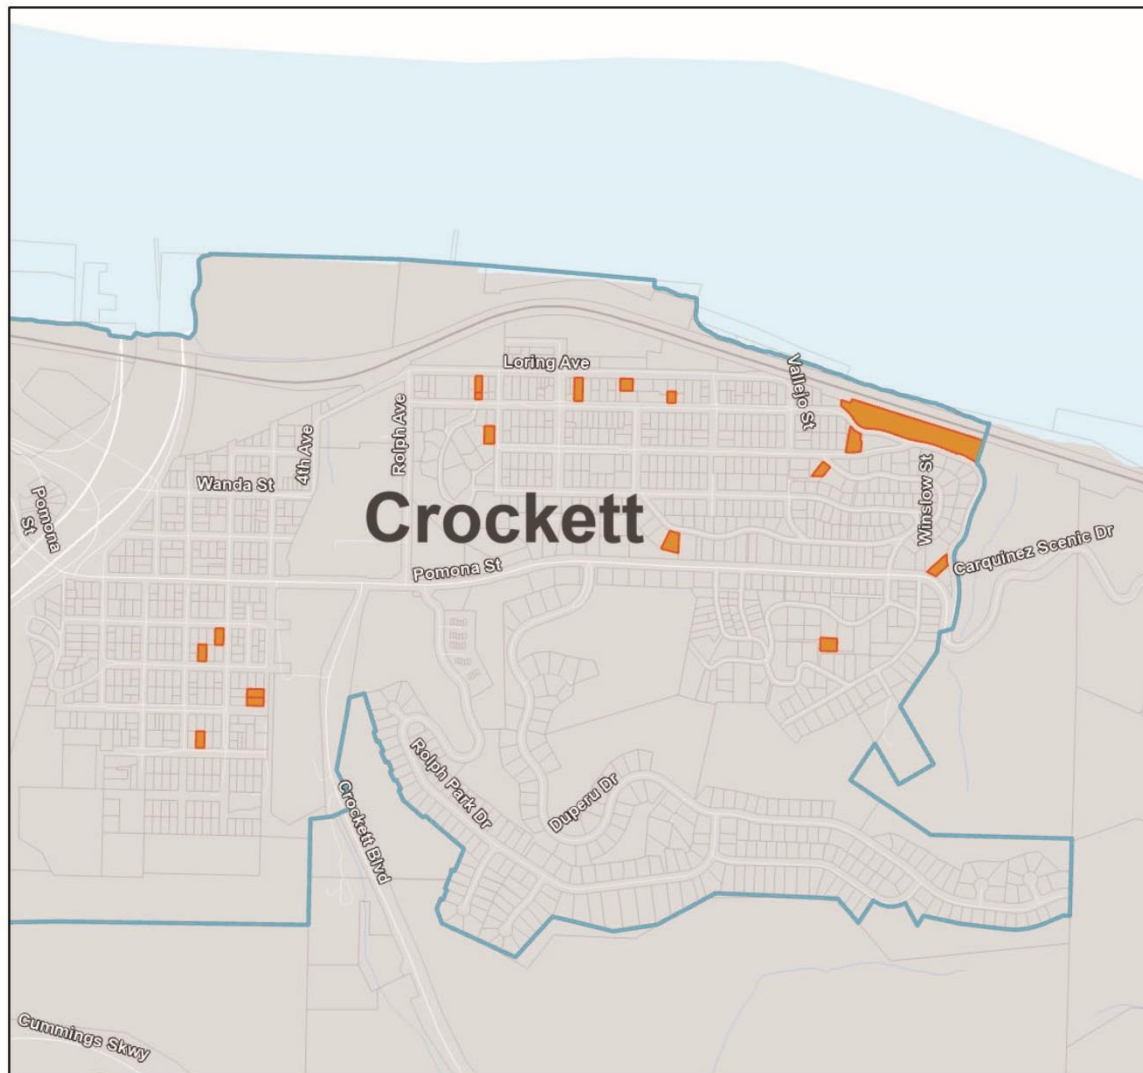 Loring Ave
Vallejo St
Rolph Ave
4th Ave
Wanda St
Winslow St
Pomona
St
Crockett
Carquinez Scenic Dr
Pomona St
Rolph Park Dr
Duperu Dr
Crockett Blvd
Cummings Skwy